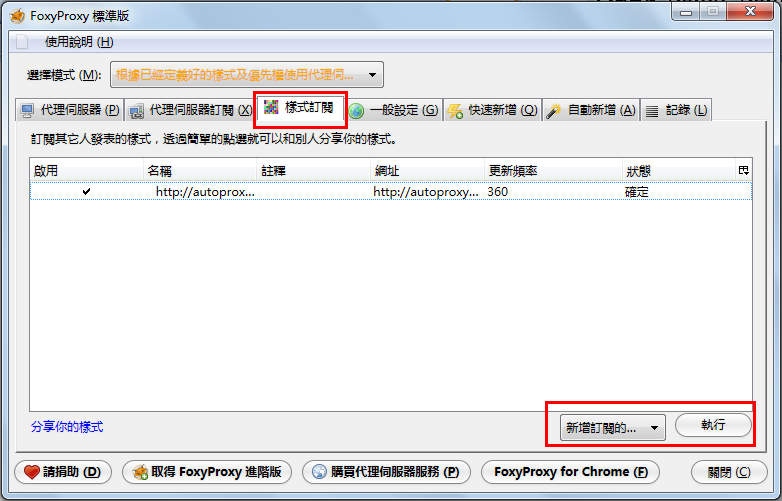 FoxyProxy 標準版
使用說明 (H)
選擇模式 (M): 根據已經定義好的樣式及優先權使用代理伺...
代理伺服器 (P) 代理伺服器訂閱 (X) 樣式訂閱 一般設定 (G) 快速新增 (Q) 自動新增 (A) 記錄 (L)
訂閱其它人發表的樣式，透過簡單的點選就可以和別人分享你的樣式。
啟用 名稱 註釋 網址 更新頻率 狀態
http://autoprox... http://autoproxy... 360 確定
分享你的樣式 新增訂閱的... 執行
請捐助 (D) 取得 FoxyProxy 進階版 購買代理伺服器服務 (P) FoxyProxy for Chrome (F) 關閉 (C)